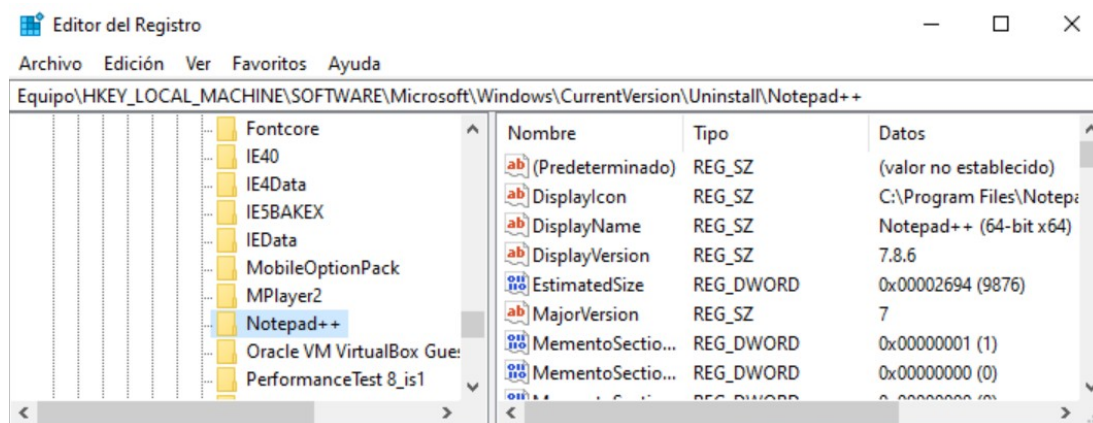 Editor del Registro
Archivo Edición Ver Favoritos Ayuda
Equipo\HKEY_LOCAL_MACHINE\SOFTWARE\Microsoft\Windows\CurrentVersion\Uninstall\Notepad++
Fontcore
IE40
IE4Data
IE5BAKEX
IEData
MobileOptionPack
MPlayer2
Notepad++
Oracle VM VirtualBox Gues
PerformanceTest 8_is1
Nombre Tipo Datos
(Predeterminado) REG_SZ (valor no establecido)
DisplayIcon REG_SZ C:\Program Files\Notepa
DisplayName REG_SZ Notepad++ (64-bit x64)
DisplayVersion REG_SZ 7.8.6
EstimatedSize REG_DWORD 0x00002694 (9876)
MajorVersion REG_SZ 7
MementoSectio... REG_DWORD 0x00000001 (1)
MementoSectio... REG_DWORD 0x00000000 (0)